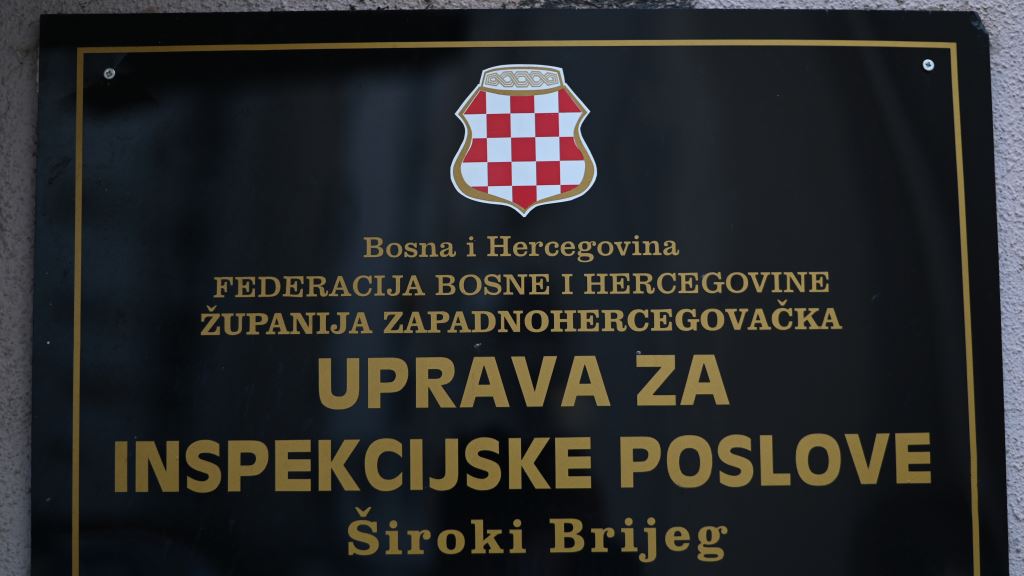 Bosna i Hercegovina
FEDERACIJA BOSNE I HERCEGOVINE
ŽUPANIJA ZAPADNOHERCEGOVAČKA
UPRAVA ZA
INSPEKCIJSKE POSLOVE
Široki Brijeg